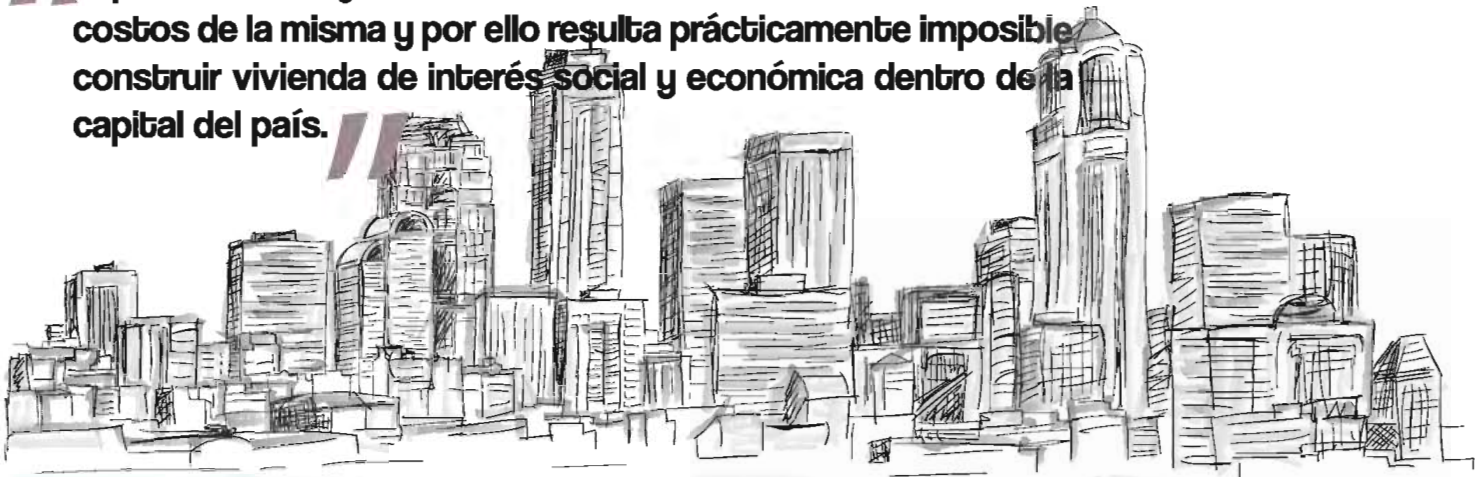 costos de la misma y por ello resulta prácticamente imposible
construir vivienda de interés social y económica dentro de la
capital del país.”